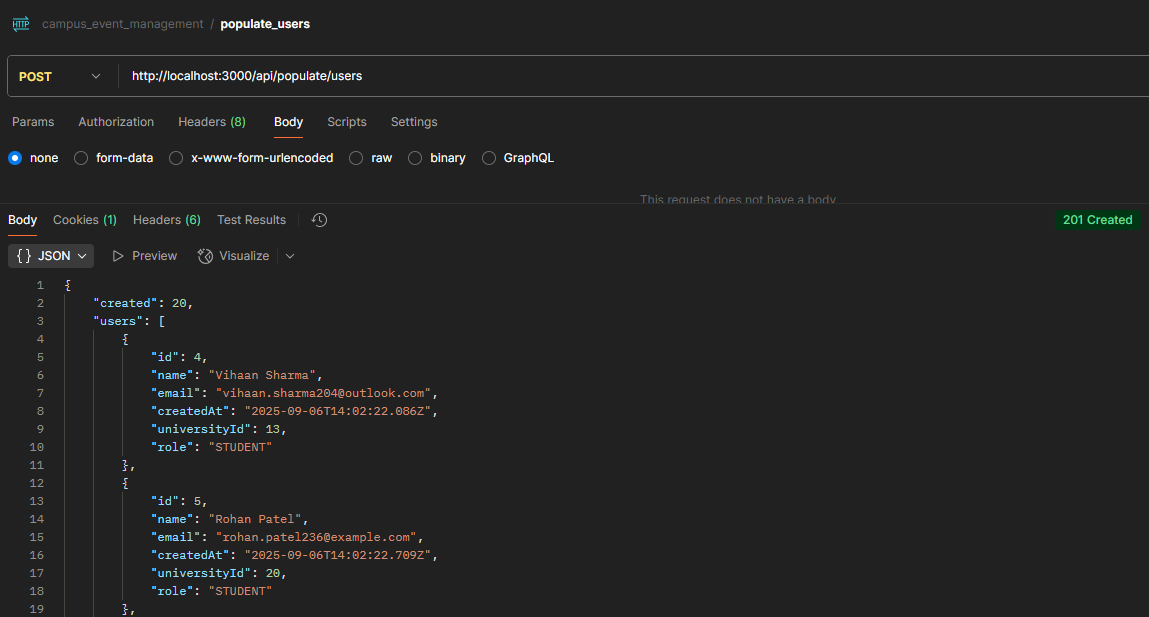 HTTP campus_event_management / populate_users
POST http://localhost:3000/api/populate/users
Params Authorization Headers (8) Body Scripts Settings
none form-data x-www-form-urlencoded raw binary GraphQL
This request does not have a body
Body Cookies (1) Headers (6) Test Results 201 Created
{} JSON Preview Visualize
1 {
2 "created": 20,
3 "users": [
4 {
5 "id": 4,
6 "name": "Vihaan Sharma",
7 "email": "vihaan.sharma204@outlook.com",
8 "createdAt": "2025-09-06T14:02:22.086Z",
9 "universityId": 13,
10 "role": "STUDENT"
11 },
12 {
13 "id": 5,
14 "name": "Rohan Patel",
15 "email": "rohan.patel236@example.com",
16 "createdAt": "2025-09-06T14:02:22.709Z",
17 "universityId": 20,
18 "role": "STUDENT"
19 },